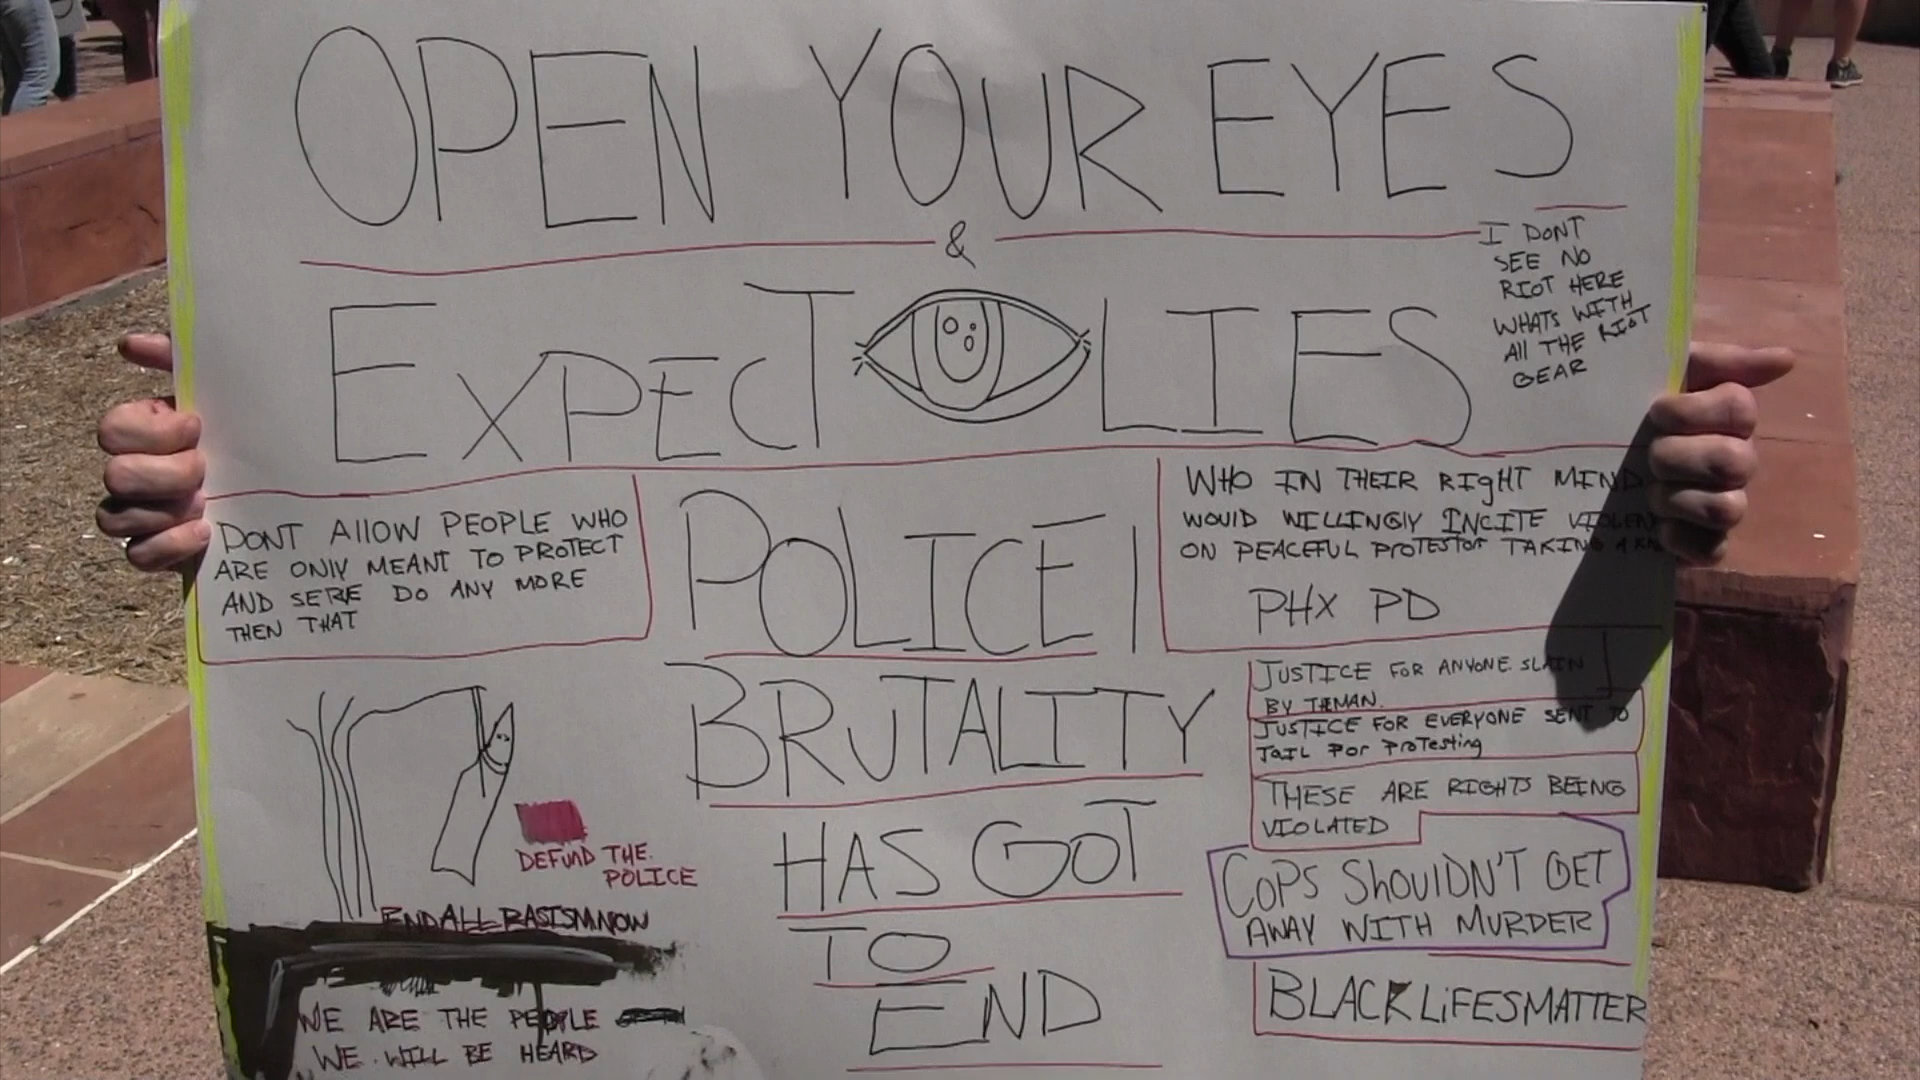 OPEN YOUR EYES
&
EXPECT LIES
I DONT
SEE NO
RIOT HERE
WHATS WITH
All THE RIOT
GEAR
DONT AllOW PEOPLE WHO
ARE ONLY MEANT TO PROTECT
AND SERVE DO ANY MORE
THEN THAT
POLICE
BRUTALITY
HAS GOT
TO
END
WHO IN THEIR RIGHT MIND
WOULD WILLINGLY INCITE
ON PEACEFUL PROTESTOR TAKING A
PHX PD
JUSTICE FOR ANYONE SLAIN
BY THEMAN.
JUSTICE FOR EVERYONE SENT TO
JAIL FOR PROTESTING
THESE ARE RIGHTS BEING
VIOLATED
COPS SHOULDN'T GET
AWAY WITH MURDER
BLACK LIFESMATTER
DEFUND THE
POLICE
END ALL RASISM NOW
WE ARE THE PEOPLE
WE WILL BE HEARD